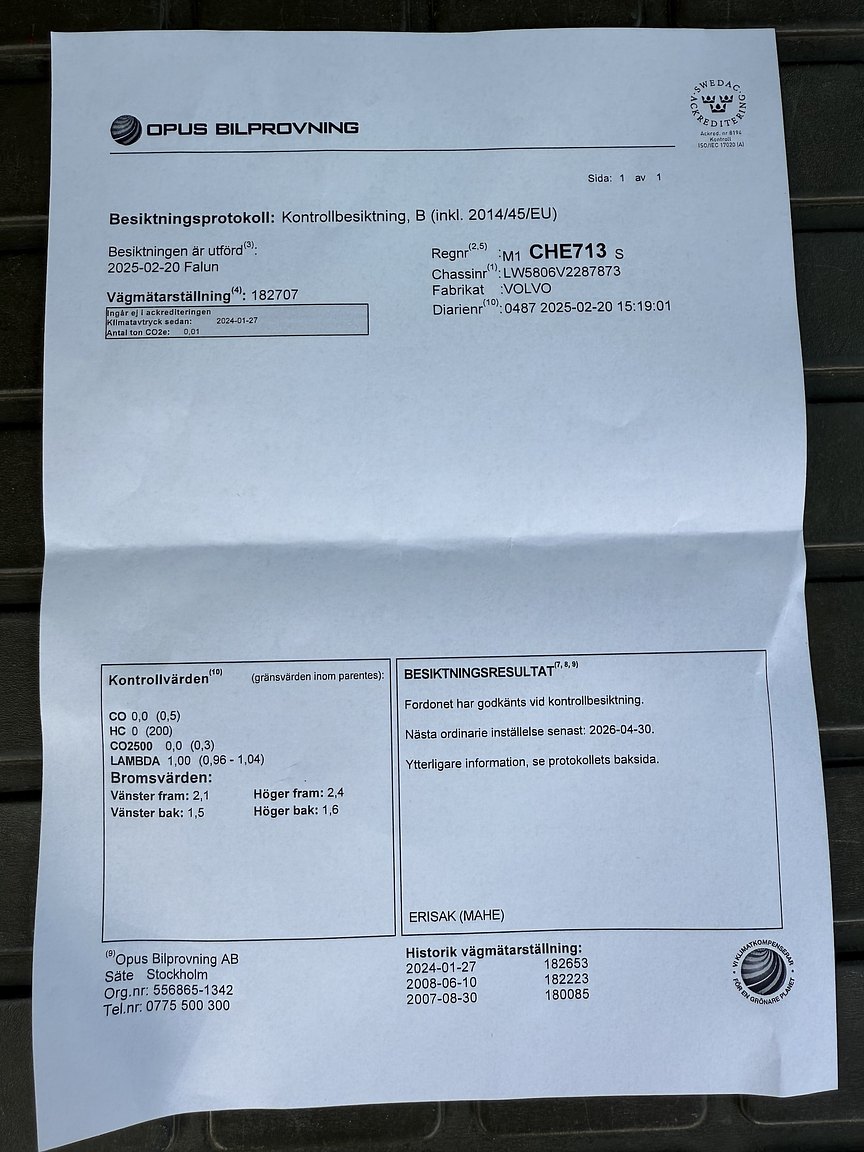 OPUS BILPROVNING
SWEDAC
ACKREDITERING
Ackred. nr 8196
Kontroll
ISO/IEC 17020 (A)
Sida: 1 av 1
Besiktningsprotokoll: Kontrollbesiktning, B (inkl. 2014/45/EU)
Besiktningen är utförd(3):
2025-02-20 Falun
Vägmätarställning(4): 182707
Ingår ej i ackrediteringen
Klimatavtryck sedan: 2024-01-27
Antal ton CO2e: 0,01
Regnr(2,5) :M1 CHE713 S
Chassinr(1):LW5806V2287873
Fabrikat :VOLVO
Diarienr(10):0487 2025-02-20 15:19:01
Kontrollvärden(10) (gränsvärden inom parentes):
CO 0,0 (0,5)
HC 0 (200)
CO2500 0,0 (0,3)
LAMBDA 1,00 (0,96 - 1,04)
Bromsvärden:
Vänster fram: 2,1 Höger fram: 2,4
Vänster bak: 1,5 Höger bak: 1,6
BESIKTNINGSRESULTAT(7, 8, 9)
Fordonet har godkänts vid kontrollbesiktning.
Nästa ordinarie inställelse senast: 2026-04-30.
Ytterligare information, se protokollets baksida.
ERISAK (MAHE)
(9)Opus Bilprovning AB
Säte Stockholm
Org.nr: 556865-1342
Tel.nr: 0775 500 300
Historik vägmätarställning:
2024-01-27 182653
2008-06-10 182223
2007-08-30 180085
VI KLIMATKOMPENSERAR
FÖR EN GRÖNARE PLANET